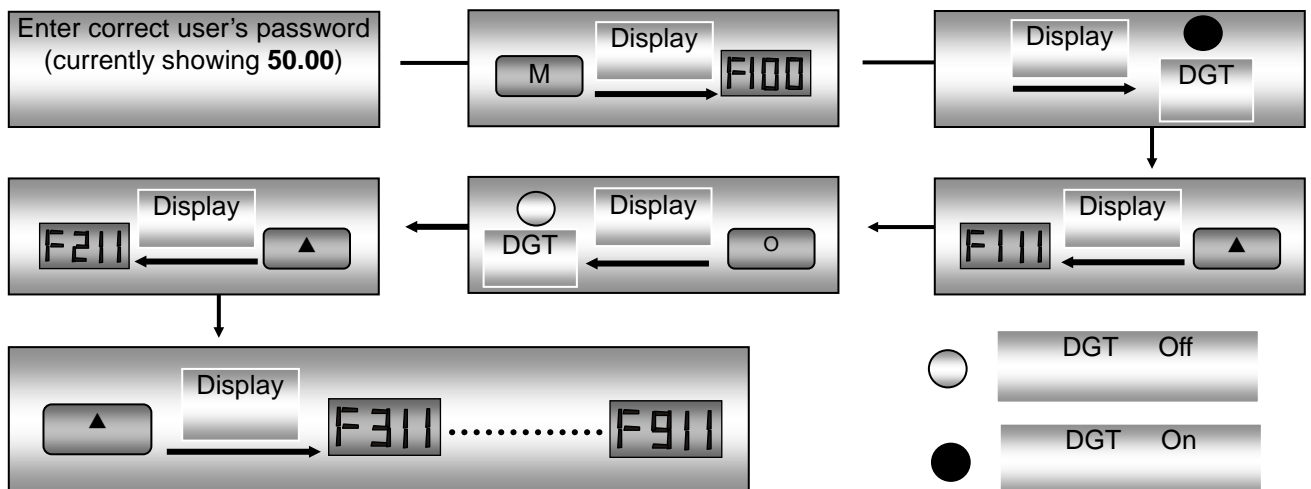 Enter correct user's password
(currently showing 50.00)
M
Display
F100
Display
DGT
▲
Display
F111
O
Display
DGT
▲
Display
F211
▲
Display
F311
F911
DGT Off
DGT On